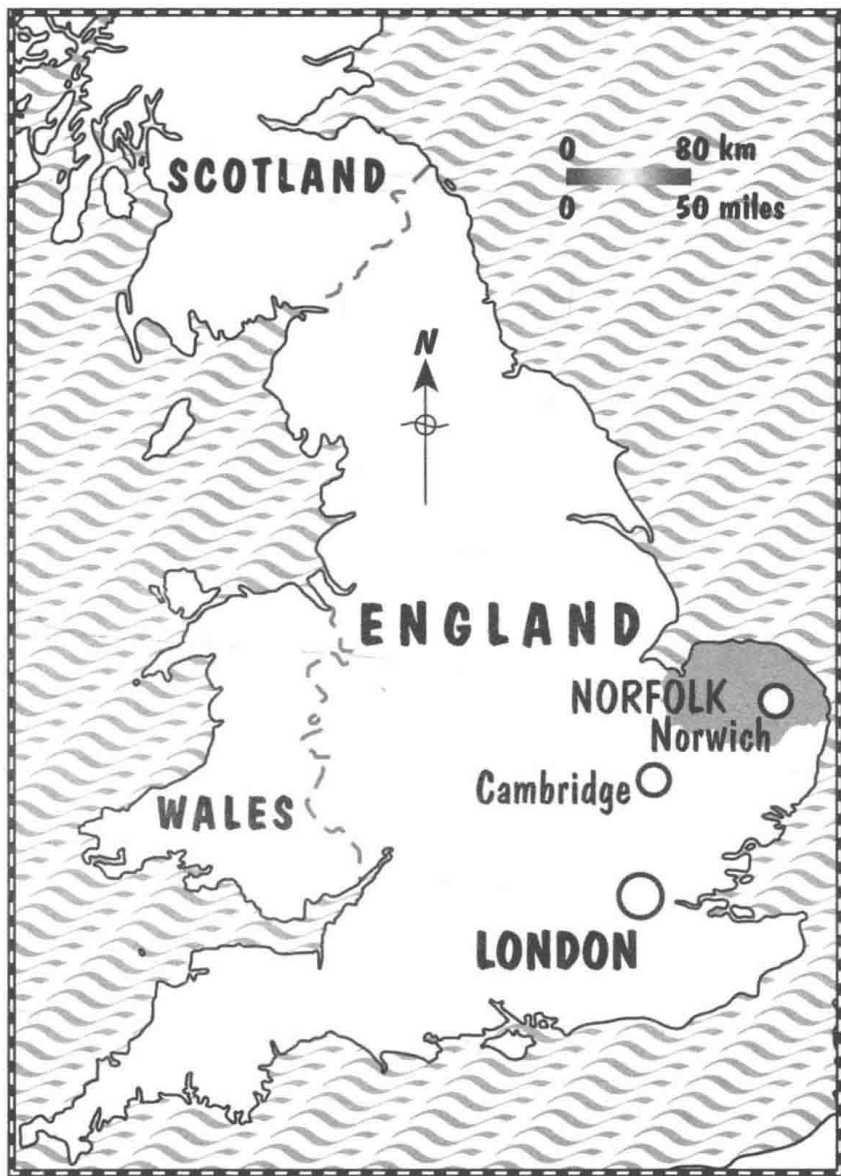 0 80 km
SCOTLAND
0 50 miles
N
ENGLAND
NORFOLK
Norwich
Cambridge
WALES
LONDON